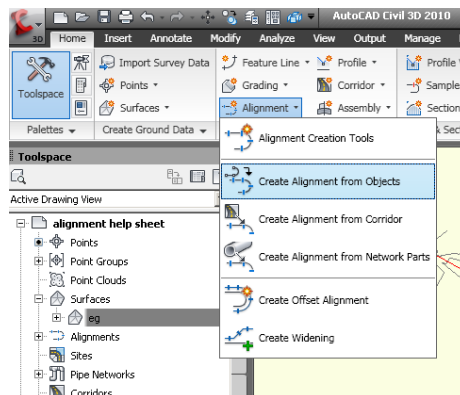 AutoCAD Civil 3D 2010
3D
Home Insert Annotate Modify Analyze View Output Manage
Toolspace
Import Survey Data
Points
Surfaces
Feature Line
Grading
Alignment
Profile
Corridor
Assembly
Profile
Sample
Section
Palettes
Create Ground Data
& Sec
Alignment Creation Tools
Create Alignment from Objects
Create Alignment from Corridor
Create Alignment from Network Parts
Create Offset Alignment
Create Widening
Toolspace
Active Drawing View
alignment help sheet
Points
Point Groups
Point Clouds
Surfaces
eg
Alignments
Sites
Pipe Networks
Corridors